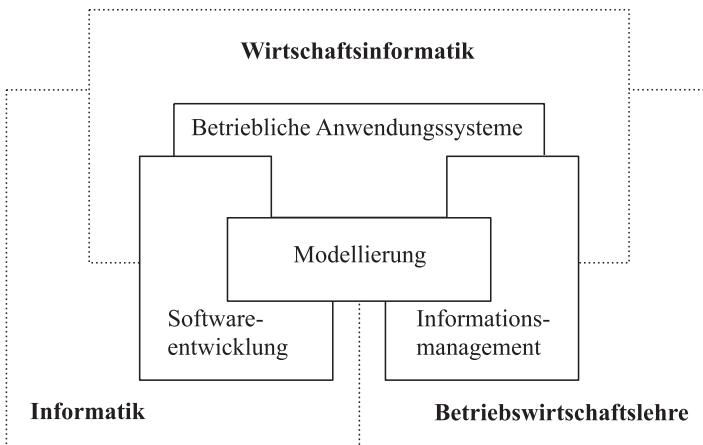 Wirtschaftsinformatik
Betriebliche Anwendungssysteme
Modellierung
Software-
entwicklung
Informations-
management
Informatik
Betriebswirtschaftslehre